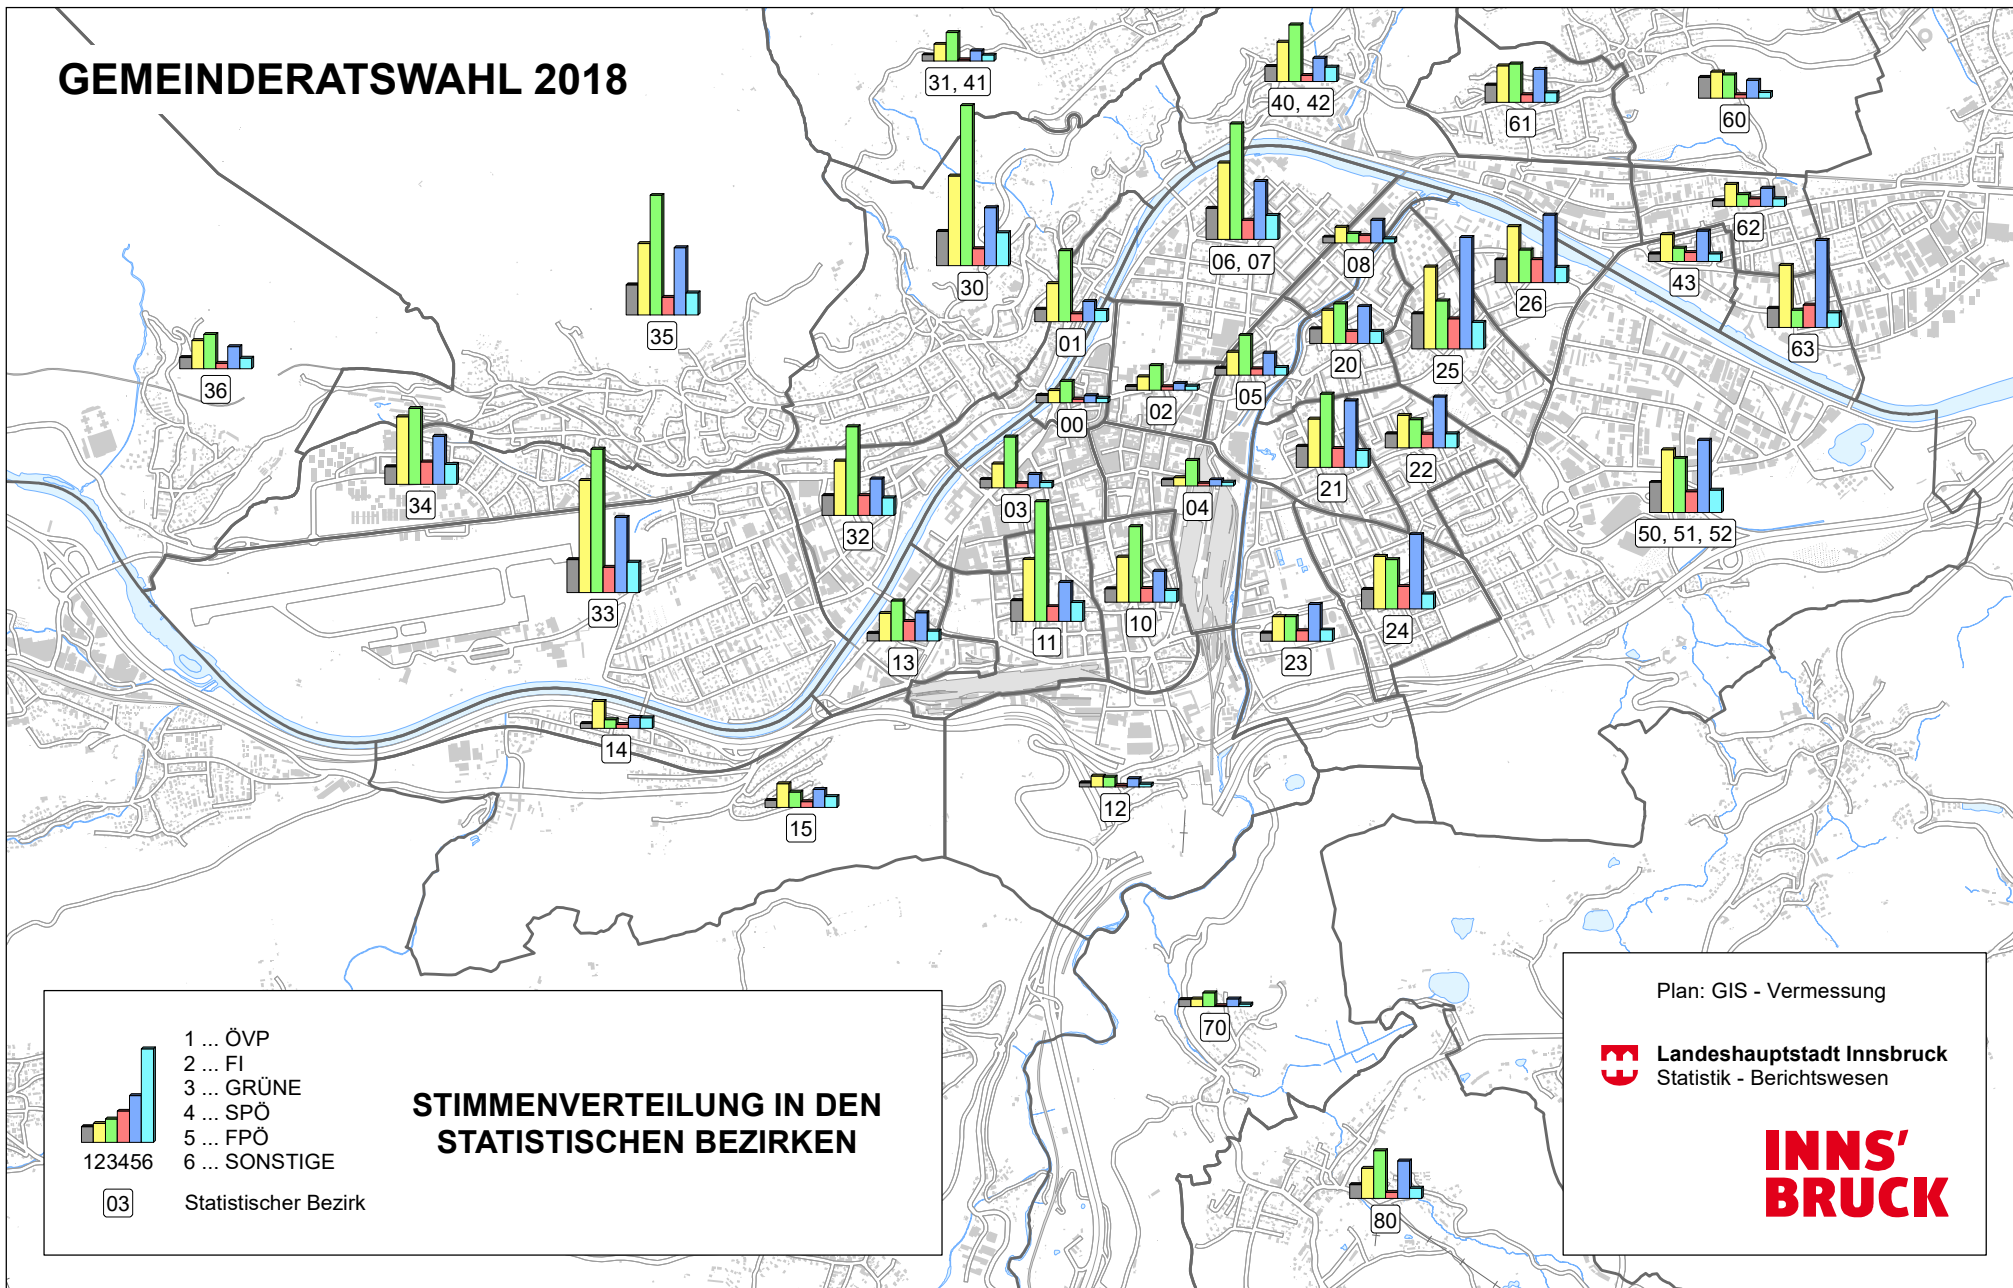 GEMEINDERATSWAHL 2018
31, 41
40, 42
61
60
62
43
63
06, 07
08
26
30
35
01
36
20
25
05
02
00
34
33
32
03
04
21
22
50, 51, 52
11
10
13
23
24
14
15
12
70
80
1 ... ÖVP
2 ... FI
3 ... GRÜNE
4 ... SPÖ
5 ... FPÖ
6 ... SONSTIGE
123456
03
Statistischer Bezirk
STIMMENVERTEILUNG IN DEN
STATISTISCHEN BEZIRKEN
Plan: GIS - Vermessung
Landeshauptstadt Innsbruck
Statistik - Berichtswesen
INNS'
BRUCK